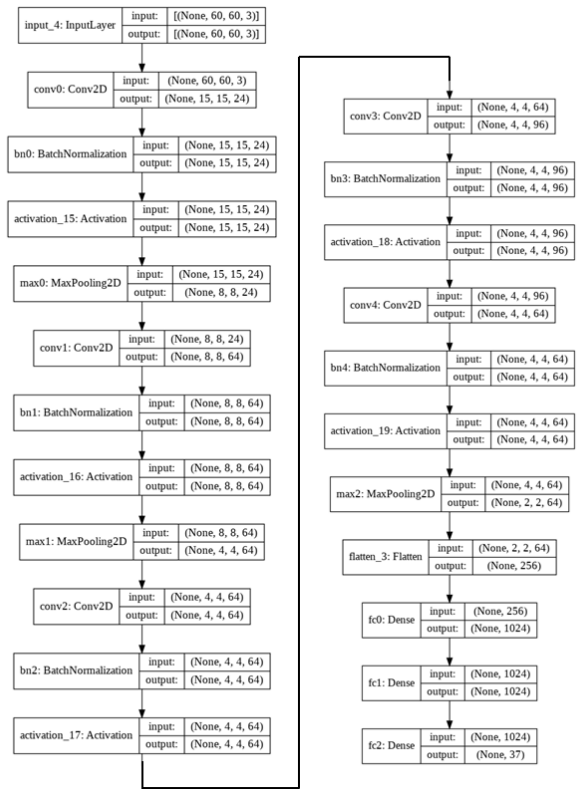 input_4: InputLayer input: [(None, 60, 60, 3)]
output: [(None, 60, 60, 3)]
conv0: Conv2D input: (None, 60, 60, 3)
output: (None, 15, 15, 24)
bn0: BatchNormalization input: (None, 15, 15, 24)
output: (None, 15, 15, 24)
activation_15: Activation input: (None, 15, 15, 24)
output: (None, 15, 15, 24)
max0: MaxPooling2D input: (None, 15, 15, 24)
output: (None, 8, 8, 24)
conv1: Conv2D input: (None, 8, 8, 24)
output: (None, 8, 8, 64)
bn1: BatchNormalization input: (None, 8, 8, 64)
output: (None, 8, 8, 64)
activation_16: Activation input: (None, 8, 8, 64)
output: (None, 8, 8, 64)
max1: MaxPooling2D input: (None, 8, 8, 64)
output: (None, 4, 4, 64)
conv2: Conv2D input: (None, 4, 4, 64)
output: (None, 4, 4, 64)
bn2: BatchNormalization input: (None, 4, 4, 64)
output: (None, 4, 4, 64)
activation_17: Activation input: (None, 4, 4, 64)
output: (None, 4, 4, 64)
conv3: Conv2D input: (None, 4, 4, 64)
output: (None, 4, 4, 96)
bn3: BatchNormalization input: (None, 4, 4, 96)
output: (None, 4, 4, 96)
activation_18: Activation input: (None, 4, 4, 96)
output: (None, 4, 4, 96)
conv4: Conv2D input: (None, 4, 4, 96)
output: (None, 4, 4, 64)
bn4: BatchNormalization input: (None, 4, 4, 64)
output: (None, 4, 4, 64)
activation_19: Activation input: (None, 4, 4, 64)
output: (None, 4, 4, 64)
max2: MaxPooling2D input: (None, 4, 4, 64)
output: (None, 2, 2, 64)
flatten_3: Flatten input: (None, 2, 2, 64)
output: (None, 256)
fc0: Dense input: (None, 256)
output: (None, 1024)
fc1: Dense input: (None, 1024)
output: (None, 1024)
fc2: Dense input: (None, 1024)
output: (None, 37)